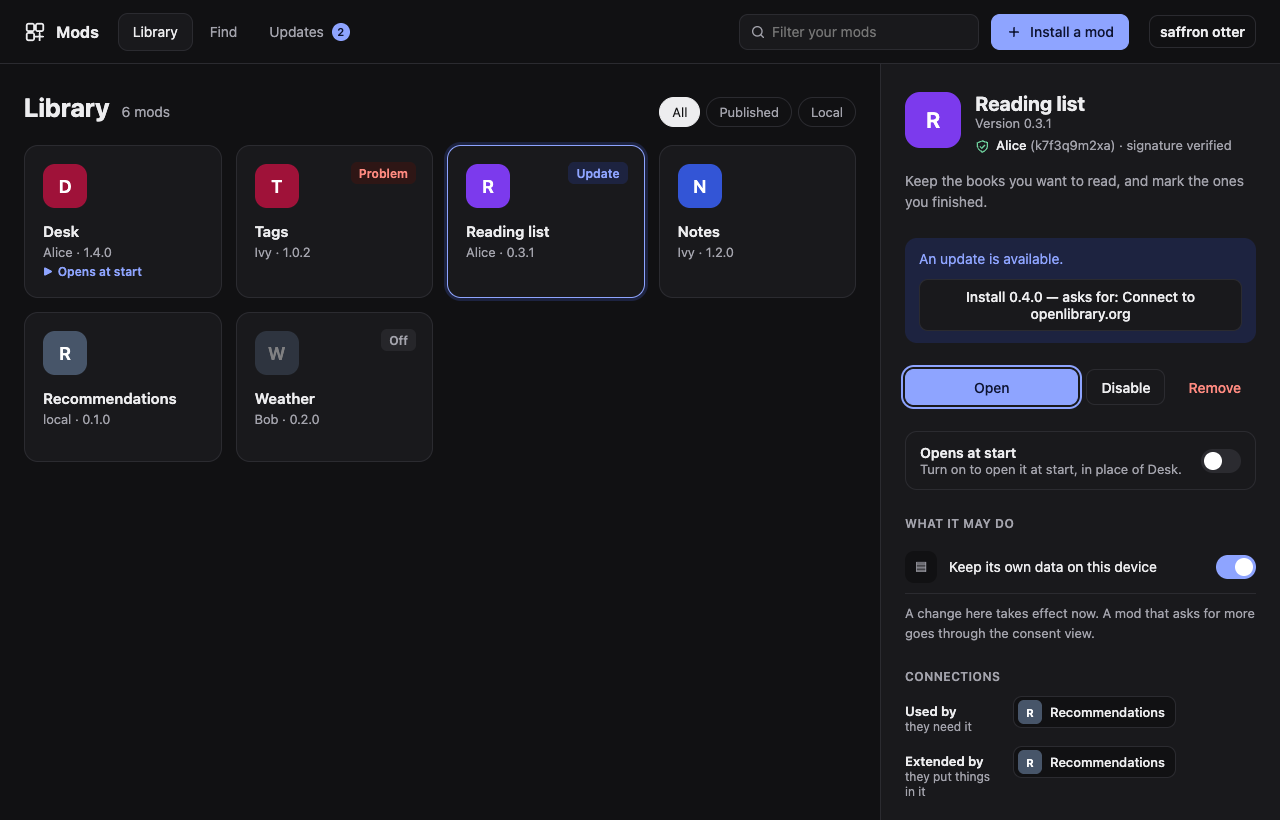 Mods
Library
Find
Updates 2
Filter your mods
+ Install a mod
saffron otter
Library 6 mods
All
Published
Local
D
Desk
Alice · 1.4.0
Opens at start
T
Problem
Tags
Ivy · 1.0.2
R
Update
Reading list
Alice · 0.3.1
N
Notes
Ivy · 1.2.0
R
Recommendations
local · 0.1.0
W
Off
Weather
Bob · 0.2.0
R
Reading list
Version 0.3.1
Alice (k7f3q9m2xa) · signature verified
Keep the books you want to read, and mark the ones
you finished.
An update is available.
Install 0.4.0 — asks for: Connect to
openlibrary.org
Open
Disable
Remove
Opens at start
Turn on to open it at start, in place of Desk.
WHAT IT MAY DO
Keep its own data on this device
A change here takes effect now. A mod that asks for more
goes through the consent view.
CONNECTIONS
Used by
they need it
R Recommendations
Extended by
they put things
in it
R Recommendations